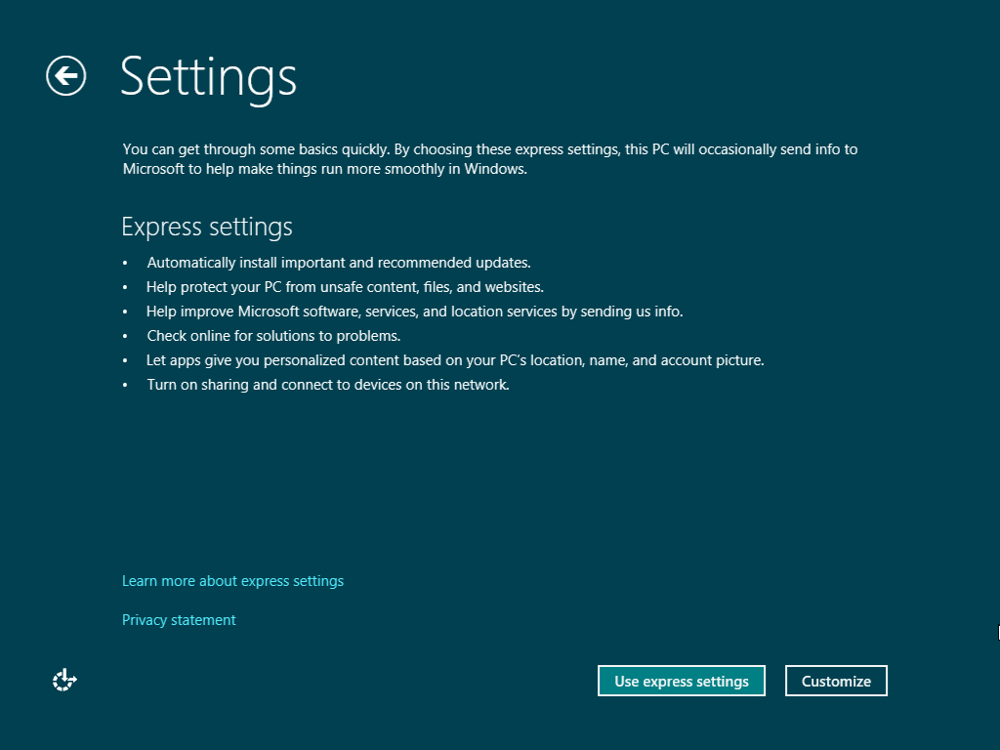 Settings
You can get through some basics quickly. By choosing these express settings, this PC will occasionally send info to
Microsoft to help make things run more smoothly in Windows.
Express settings
• Automatically install important and recommended updates.
• Help protect your PC from unsafe content, files, and websites.
• Help improve Microsoft software, services, and location services by sending us info.
• Check online for solutions to problems.
• Let apps give you personalized content based on your PC's location, name, and account picture.
• Turn on sharing and connect to devices on this network.
Learn more about express settings
Privacy statement
Use express settings
Customize